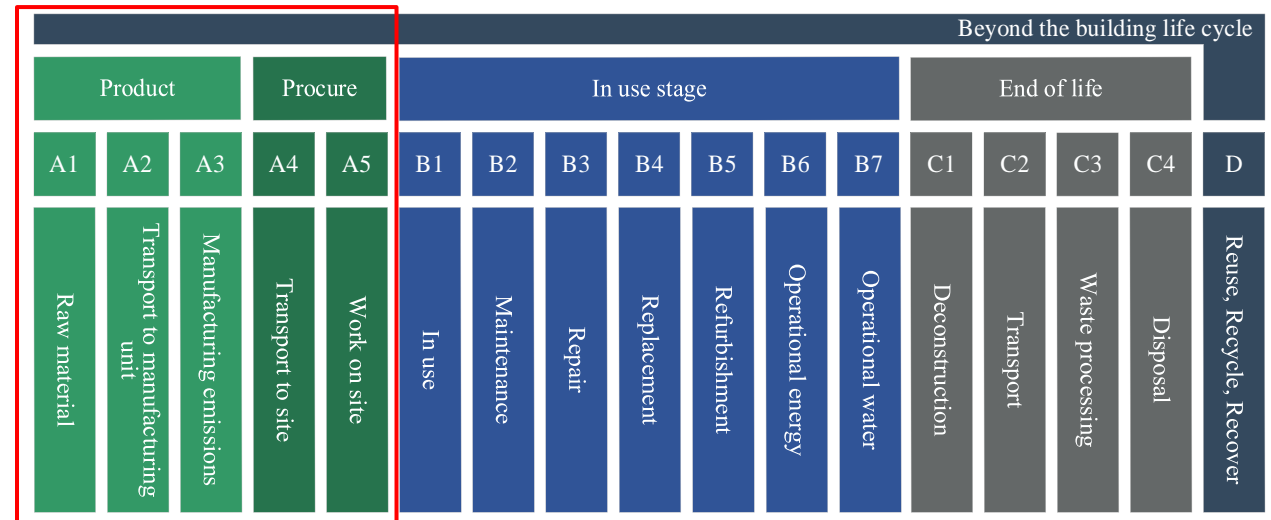 Beyond the building life cycle
Product
Procure
In use stage
End of life
A1
A2
A3
A4
A5
B1
B2
B3
B4
B5
B6
B7
C1
C2
C3
C4
D
Raw material
Transport to manufacturing
unit
Manufacturing emissions
Transport to site
Work on site
In use
Maintenance
Repair
Replacement
Refurbishment
Operational energy
Operational water
Deconstruction
Transport
Waste processing
Disposal
Reuse, Recycle, Recover